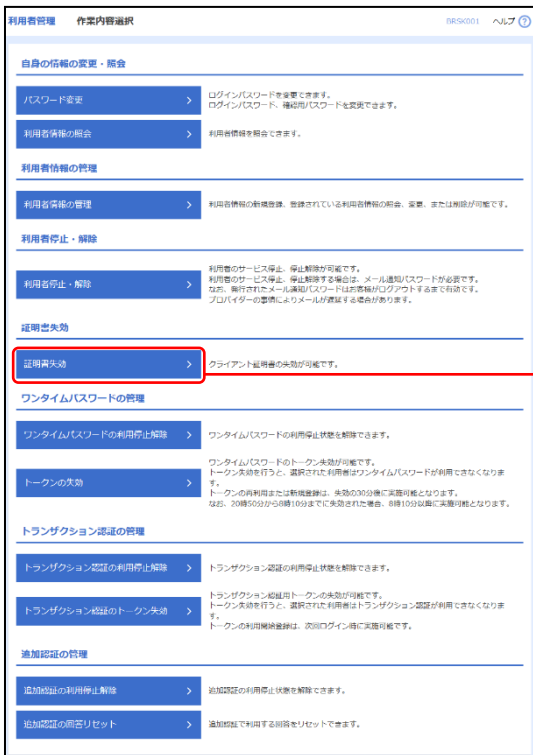 利用者管理 作業内容選択 BRSK001 ヘルプ ?
自身の情報の変更・照会
パスワード変更
ログインパスワードを変更できます。
ログインパスワード、確認用パスワードを変更できます。
利用者情報の照会
利用者情報を照会できます。
利用者情報の管理
利用者情報の管理
利用者情報の新規登録、登録されている利用者情報の照会、変更、または削除が可能です。
利用者停止・解除
利用者停止・解除
利用者のサービス停止、停止解除が可能です。
利用者のサービス停止、停止解除する場合は、メール通知パスワードが必要です。
なお、発行されたメール通知パスワードはお客様がログアウトするまで有効です。
プロバイダーの事情によりメールが遅延する場合があります。
証明書失効
証明書失効
クライアント証明書の失効が可能です。
ワンタイムパスワードの管理
ワンタイムパスワードの利用停止解除
ワンタイムパスワードの利用停止状態を解除できます。
トークンの失効
ワンタイムパスワードのトークン失効が可能です。
トークン失効を行うと、選択された利用者はワンタイムパスワードが利用できなくなりま
す。
トークンの再利用または新規登録は、失効の30分後に実施可能となります。
なお、20時50分から8時10分までに失効された場合、8時10分以降に実施可能となります。
トランザクション認証の管理
トランザクション認証の利用停止解除
トランザクション認証の利用停止状態を解除できます。
トランザクション認証のトークン失効
トランザクション認証用トークンの失効が可能です。
トークン失効を行うと、選択された利用者はトランザクション認証が利用できなくなりま
す。
トークンの利用開始登録は、次回ログイン時に実施可能です。
追加認証の管理
追加認証の利用停止解除
追加認証の利用停止状態を解除できます。
追加認証の回答リセット
追加認証で利用する回答をリセットできます。